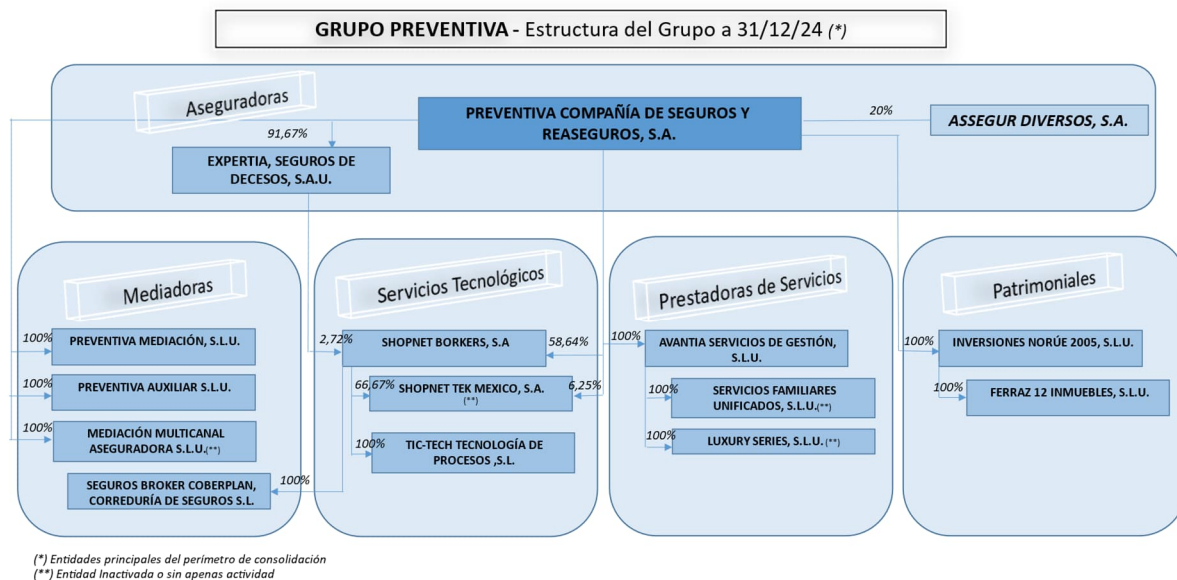 GRUPO PREVENTIVA - Estructura del Grupo a 31/12/24 (*)
Aseguradoras
PREVENTIVA COMPAÑÍA DE SEGUROS Y
REASEGUROS, S.A.
20%
ASSEGUR DIVERSOS, S.A.
91,67%
EXPERTIA, SEGUROS DE
DECESOS, S.A.U.
Mediadoras
100%
PREVENTIVA MEDIACIÓN, S.L.U.
100%
PREVENTIVA AUXILIAR S.L.U.
100%
MEDIACIÓN MULTICANAL
ASEGURADORA S.L.U.(**)
SEGUROS BROKER COBERPLAN,
CORREDURÍA DE SEGUROS S.L.
100%
Servicios Tecnológicos
2,72%
SHOPNET BORKERS, S.A
58,64%
66,67%
SHOPNET TEK MEXICO, S.A.
(**)
6,25%
100%
TIC-TECH TECNOLOGÍA DE
PROCESOS ,S.L.
Prestadoras de Servicios
100%
AVANTIA SERVICIOS DE GESTIÓN,
S.L.U.
100%
SERVICIOS FAMILIARES
UNIFICADOS, S.L.U.(**)
100%
LUXURY SERIES, S.L.U. (**)
Patrimoniales
100%
INVERSIONES NORÚE 2005, S.L.U.
100%
FERRAZ 12 INMUEBLES, S.L.U.
(*) Entidades principales del perímetro de consolidación
(**) Entidad Inactivada o sin apenas actividad